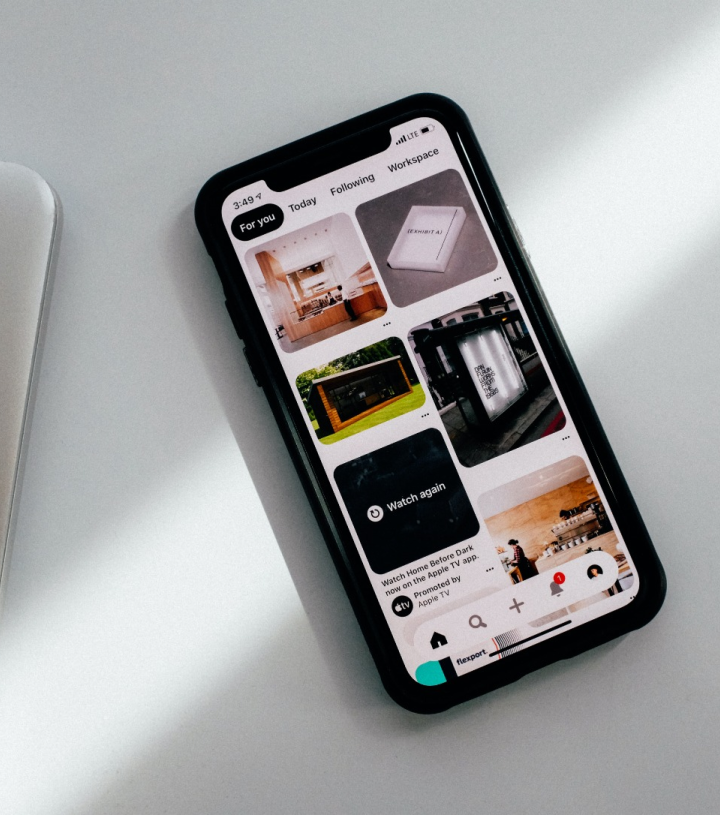 3:49
LTE
For you
Today
Following
Workspace
(EXHIBIT A)
Watch again
Watch Home Before Dark
now on the Apple TV app.
tv
Promoted by
Apple TV
1
flexport.